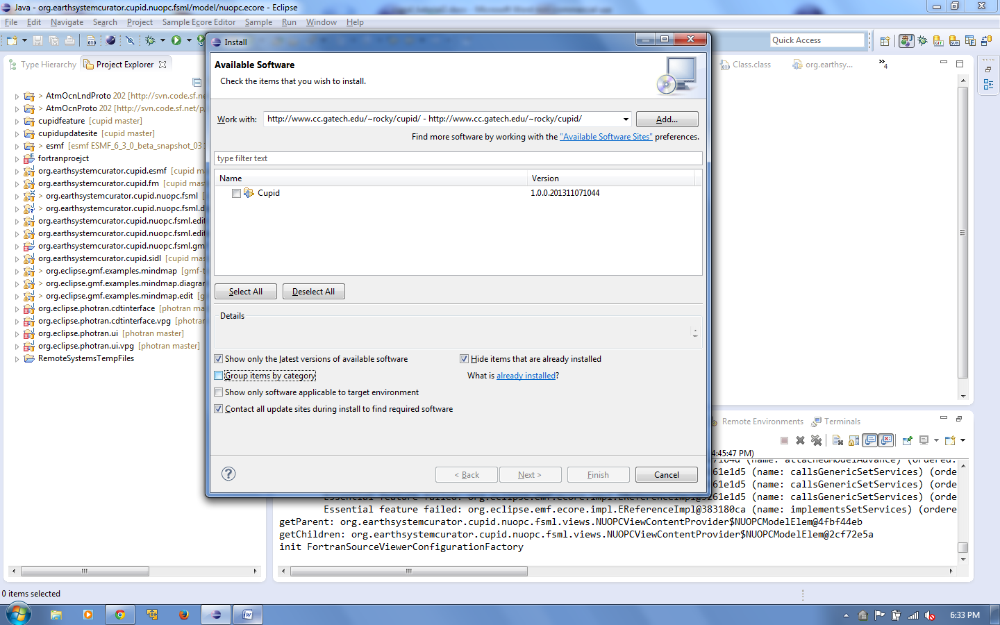 Java - org.earthsystemcurator.cupid.nuopc.fsml/model/nuopc.ecore - Eclipse
File Edit Navigate Search Project Sample Ecore Editor Sample Run Window Help
Quick Access
Type Hierarchy Project Explorer
Class.class org.earthsy... 4
> AtmOcnLndProto 202 [http://svn.code.sf.ne
> AtmOcnProto 202 [http://svn.code.sf.net/p
cupidfeature [cupid master]
cupidupdatesite [cupid master]
> esmf [esmf ESMF_6_3_0_beta_snapshot_03
fortranproejct
org.earthsystemcurator.cupid.esmf [cupid m
org.earthsystemcurator.cupid.fm [cupid mas
> org.earthsystemcurator.cupid.nuopc.fsml [
> org.earthsystemcurator.cupid.nuopc.fsml.d
org.earthsystemcurator.cupid.nuopc.fsml.edit
org.earthsystemcurator.cupid.nuopc.fsml.edit
org.earthsystemcurator.cupid.nuopc.fsml.gm
org.earthsystemcurator.cupid.sidl [cupid mas
> org.eclipse.gmf.examples.mindmap [gmf-t
> org.eclipse.gmf.examples.mindmap.diagra
> org.eclipse.gmf.examples.mindmap.edit [g
org.eclipse.photran.cdtinterface [photran ma
org.eclipse.photran.cdtinterface.vpg [photran
org.eclipse.photran.ui [photran master]
org.eclipse.photran.ui.vpg [photran master]
RemoteSystemsTempFiles
Install
Available Software
Check the items that you wish to install.
Work with: http://www.cc.gatech.edu/~rocky/cupid/ - http://www.cc.gatech.edu/~rocky/cupid/ Add...
Find more software by working with the "Available Software Sites" preferences.
type filter text
Name Version
Cupid 1.0.0.201311071044
Select All Deselect All
Details
Show only the latest versions of available software Hide items that are already installed
Group items by category What is already installed?
Show only software applicable to target environment
Contact all update sites during install to find required software
< Back Next > Finish Cancel
Remote Environments Terminals
4:45:47 PM)
(name: attachedModelAdvance) (ordered:
61e1d5 (name: callsGenericSetServices) (orde
61e1d5 (name: callsGenericSetServices) (orde
Essential feature failed: org.eclipse.emf.ecore.impl.EReferenceImpl@5261e1d5 (name: callsGenericSetServices) (orde
Essential feature failed: org.eclipse.emf.ecore.impl.EReferenceImpl@383180ca (name: implementsSetServices) (ordere
getParent: org.earthsystemcurator.cupid.nuopc.fsml.views.NUOPCViewContentProvider$NUOPCModelElem@4fbf44eb
getChildren: org.earthsystemcurator.cupid.nuopc.fsml.views.NUOPCViewContentProvider$NUOPCModelElem@2cf72e5a
init FortranSourceViewerConfigurationFactory
0 items selected
6:33 PM